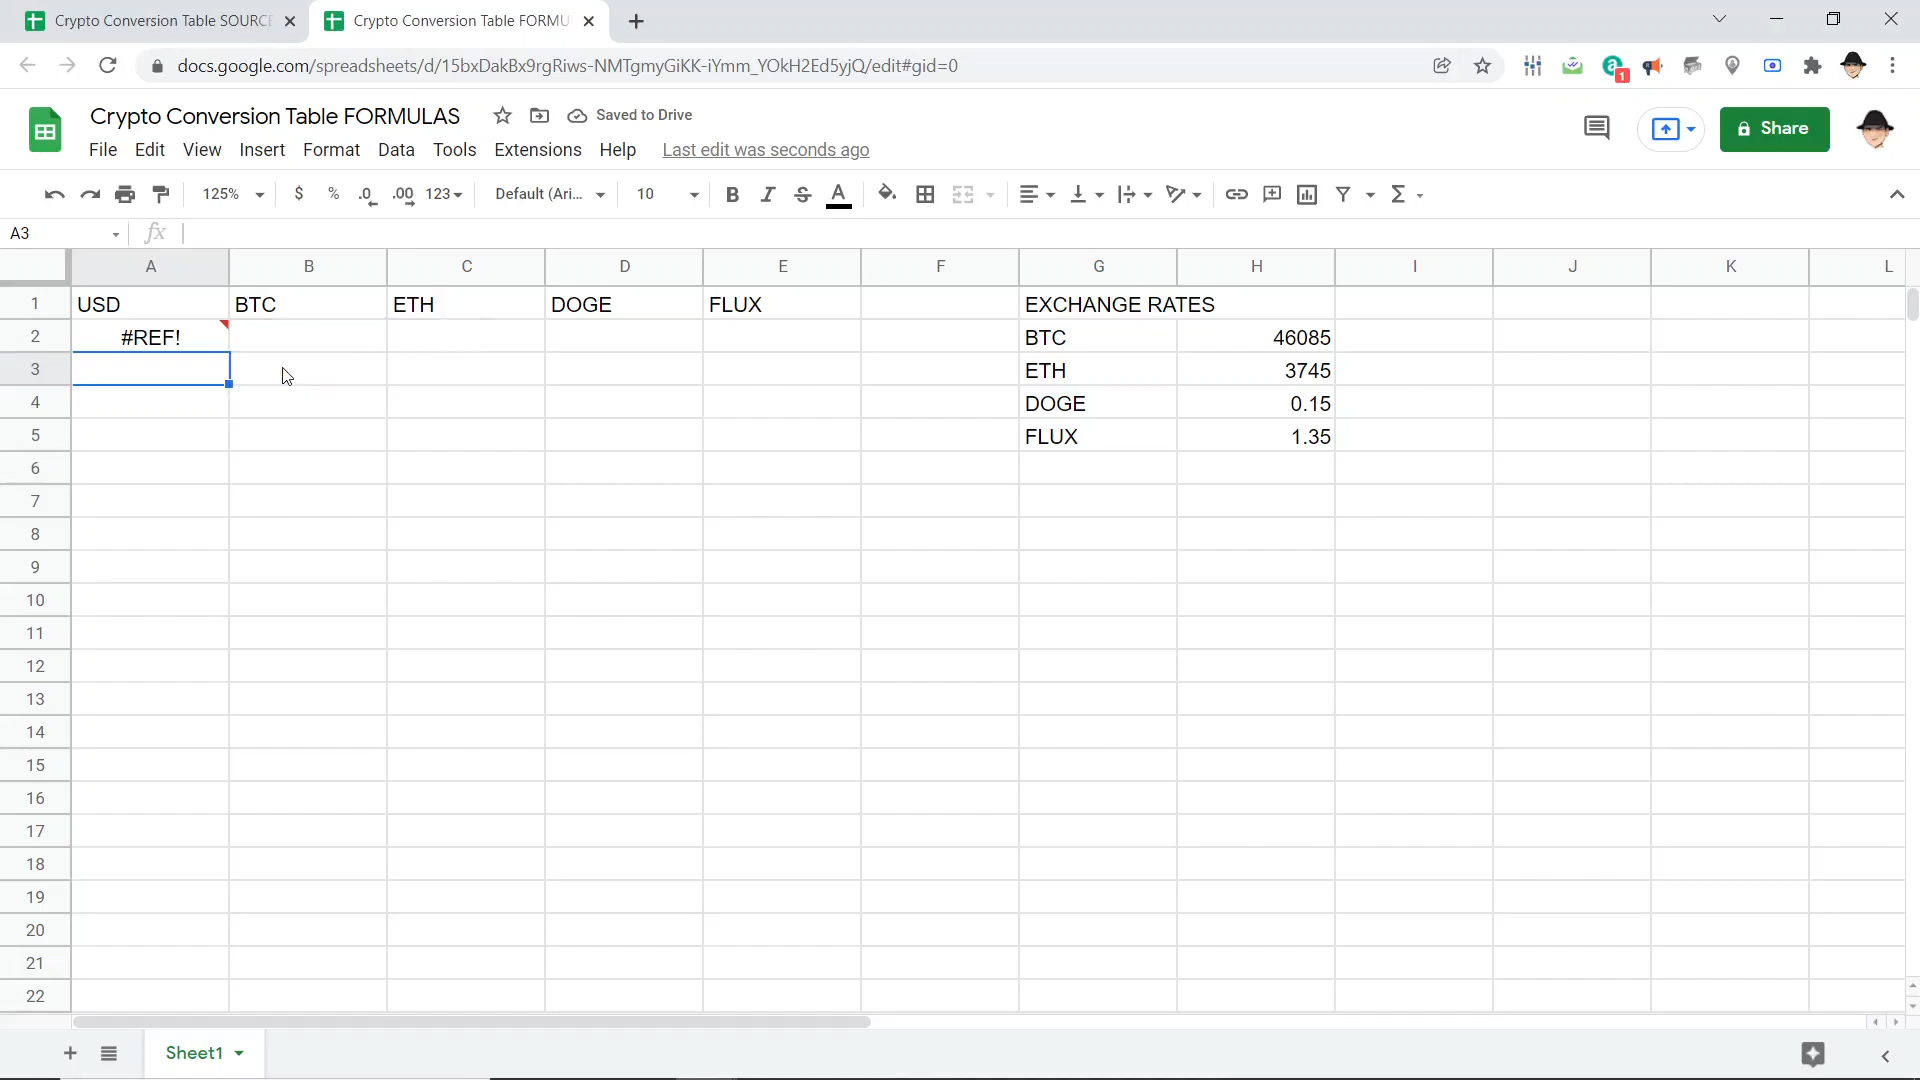 Crypto Conversion Table SOURCE
Crypto Conversion Table FORMU
docs.google.com/spreadsheets/d/15bxDakBx9rgRiws-NMTgmyGiKK-iYmm_YOkH2Ed5yjQ/edit#gid=0
1
Crypto Conversion Table FORMULAS
Saved to Drive
File Edit View Insert Format Data Tools Extensions Help Last edit was seconds ago
Share
125% $ % .0 .00 123 Default (Ari... 10 B I S A Σ
A3 fx
A B C D E F G H I J K L
1 USD BTC ETH DOGE FLUX EXCHANGE RATES
2 #REF! BTC 46085
3 ETH 3745
4 DOGE 0.15
5 FLUX 1.35
6
7
8
9
10
11
12
13
14
15
16
17
18
19
20
21
22
Sheet1